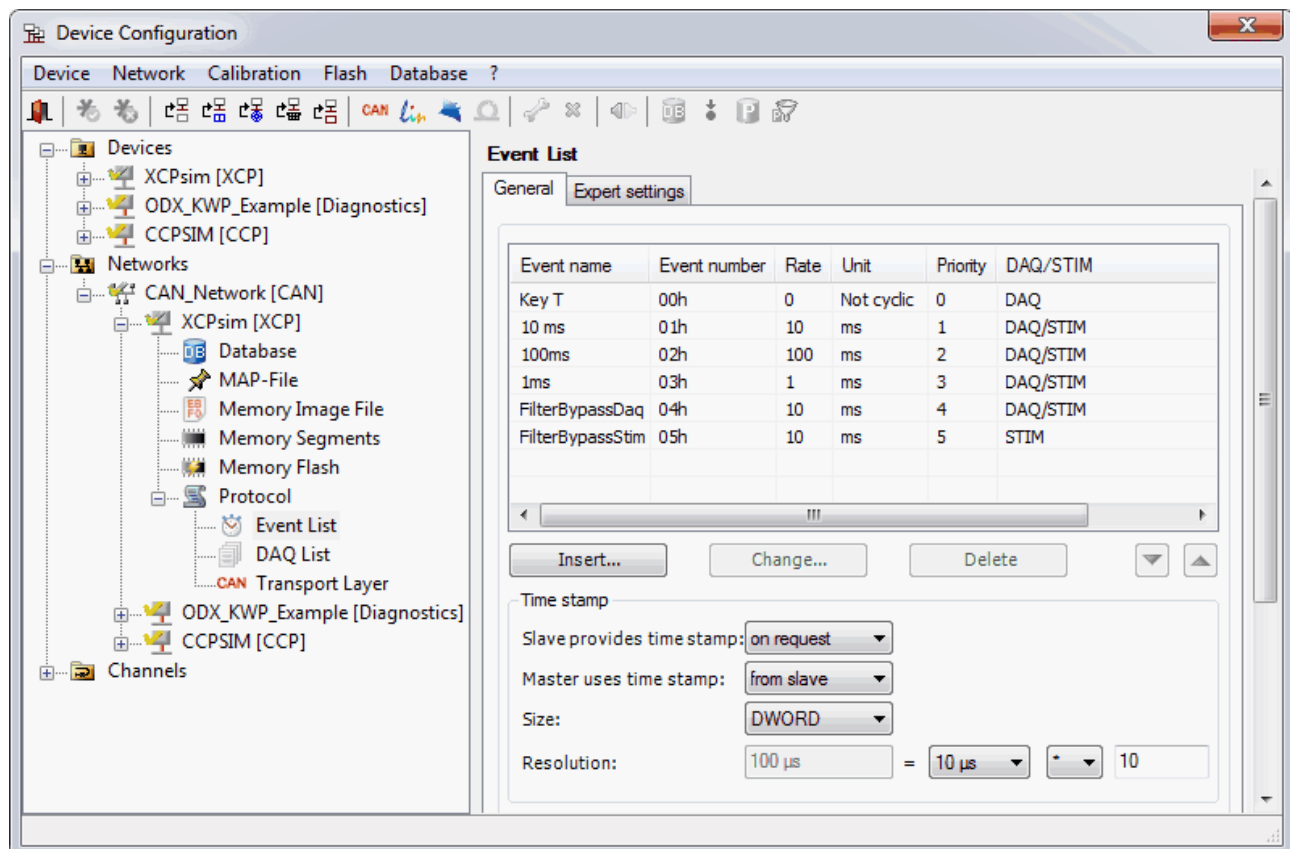 Device Configuration
Device Network Calibration Flash Database ?
CAN Lin DB P
Devices
XCPsim [XCP]
ODX_KWP_Example [Diagnostics]
CCPSIM [CCP]
Networks
CAN_Network [CAN]
XCPsim [XCP]
DB Database
MAP-File
Memory Image File
Memory Segments
Memory Flash
Protocol
Event List
DAQ List
CAN Transport Layer
ODX_KWP_Example [Diagnostics]
CCPSIM [CCP]
Channels
Event List
General Expert settings
Event name Event number Rate Unit Priority DAQ/STIM
Key T 00h 0 Not cyclic 0 DAQ
10 ms 01h 10 ms 1 DAQ/STIM
100ms 02h 100 ms 2 DAQ/STIM
1ms 03h 1 ms 3 DAQ/STIM
FilterBypassDaq 04h 10 ms 4 DAQ/STIM
FilterBypassStim 05h 10 ms 5 STIM
Insert... Change... Delete
Time stamp
Slave provides time stamp: on request
Master uses time stamp: from slave
Size: DWORD
Resolution: 100 µs = 10 µs * 10